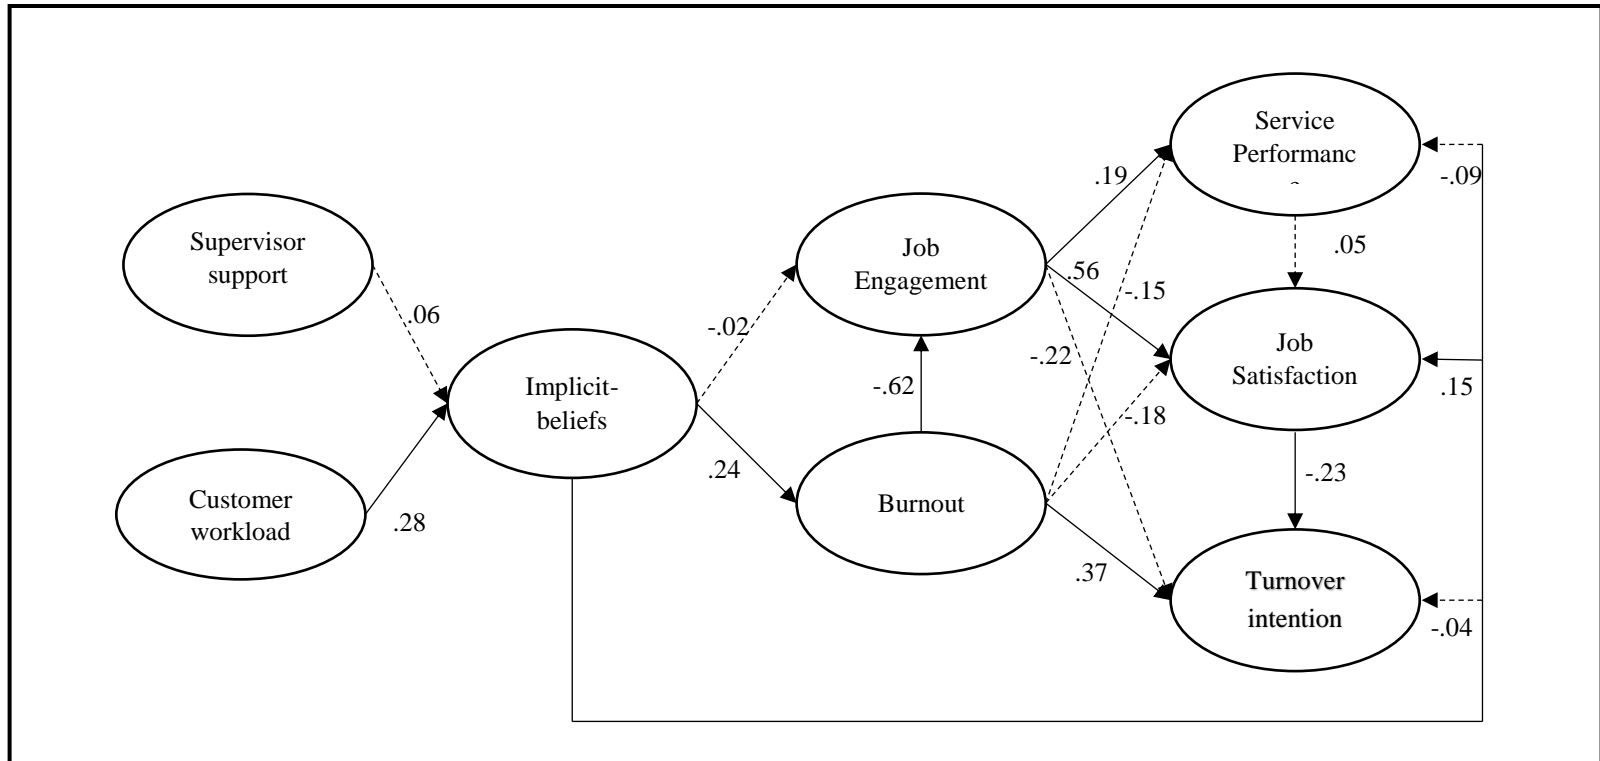 Service
Performanc
.19
-.09
Supervisor
support
Job
Engagement
.05
.56
-.15
.06
-.02
-.22
Job
Satisfaction
Implicit-
beliefs
-.62
.15
-.18
.24
-.23
Customer
workload
.28
Burnout
.37
Turnover
intention
-.04